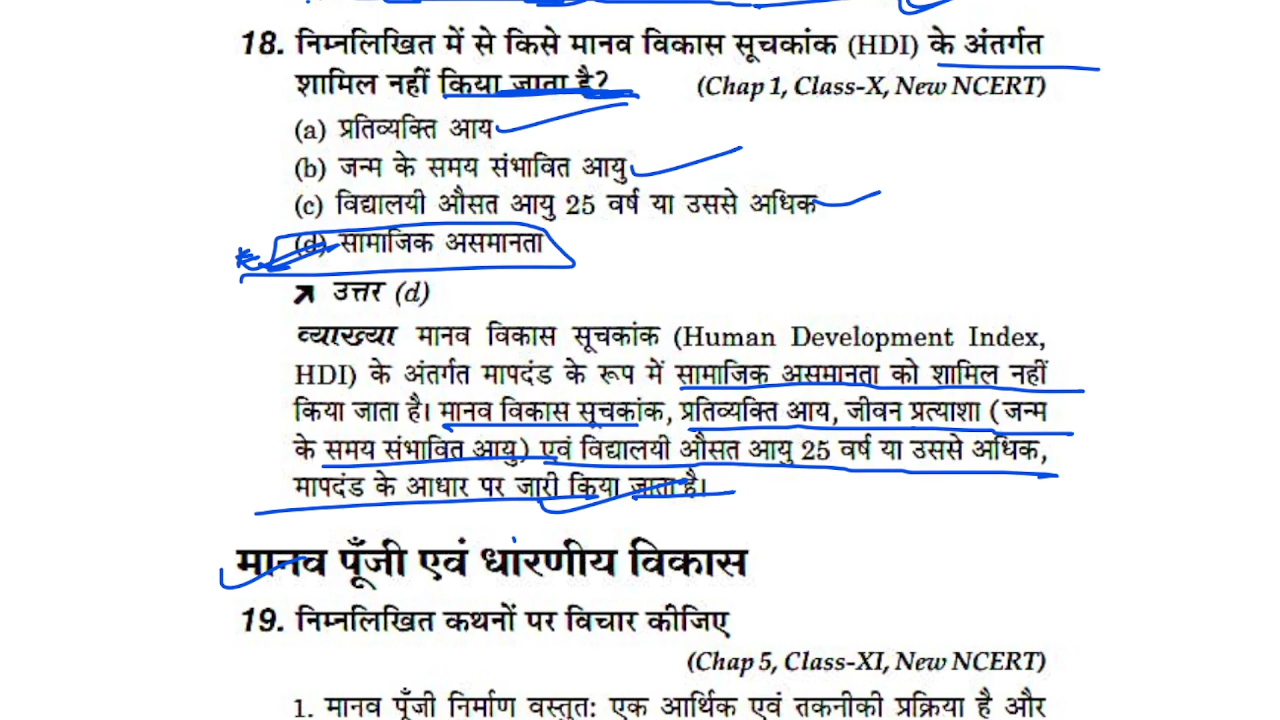 18. निम्नलिखित में से किसे मानव विकास सूचकांक (HDI) के अंतर्गत
शामिल नहीं किया जाता है? (Chap 1, Class-X, New NCERT)
(a) प्रतिव्यक्ति आय
(b) जन्म के समय संभावित आयु
(c) विद्यालयी औसत आयु 25 वर्ष या उससे अधिक
(d) सामाजिक असमानता
उत्तर (d)
व्याख्या मानव विकास सूचकांक (Human Development Index,
HDI) के अंतर्गत मापदंड के रूप में सामाजिक असमानता को शामिल नहीं
किया जाता है। मानव विकास सूचकांक, प्रतिव्यक्ति आय, जीवन प्रत्याशा (जन्म
के समय संभावित आयु) एवं विद्यालयी औसत आयु 25 वर्ष या उससे अधिक,
मापदंड के आधार पर जारी किया जाता है।
मानव पूँजी एवं धारणीय विकास
19. निम्नलिखित कथनों पर विचार कीजिए
(Chap 5, Class-XI, New NCERT)
1. मानव पूँजी निर्माण वस्तुत: एक आर्थिक एवं तकनीकी प्रक्रिया है और